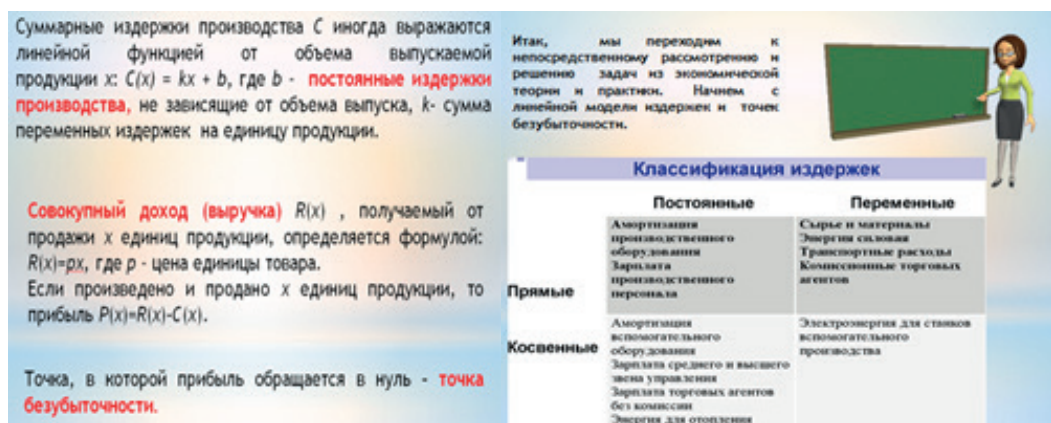 Суммарные издержки производства C иногда выражаются
линейной функцией от объема выпускаемой
продукции x: C(x) = kx + b, где b - постоянные издержки
производства, не зависящие от объема выпуска, k- сумма
переменных издержек на единицу продукции.
Совокупный доход (выручка) R(x) , получаемый от
продажи x единиц продукции, определяется формулой:
R(x)=px, где p - цена единицы товара.
Если произведено и продано x единиц продукции, то
прибыль P(x)=R(x)-C(x).
Точка, в которой прибыль обращается в нуль - точка
безубыточности.
Итак, мы переходим к
непосредственному рассмотрению и
решению задач из экономической
теории и практики. Начнем с
линейной модели издержек и точек
безубыточности.
Классификация издержек
Постоянные
Переменные
Прямые
Амортизация
производственного
оборудования
Зарплата
производственного
персонала
Сырье и материалы
Энергия силовая
Транспортные расходы
Комиссионные торговых
агентов
Косвенные
Амортизация
вспомогательного
оборудования
Зарплата среднего и высшего
звена управления
Зарплата торговых агентов
без комиссии
Энергия для отопления
Электроэнергия для станков
вспомогательного
производства